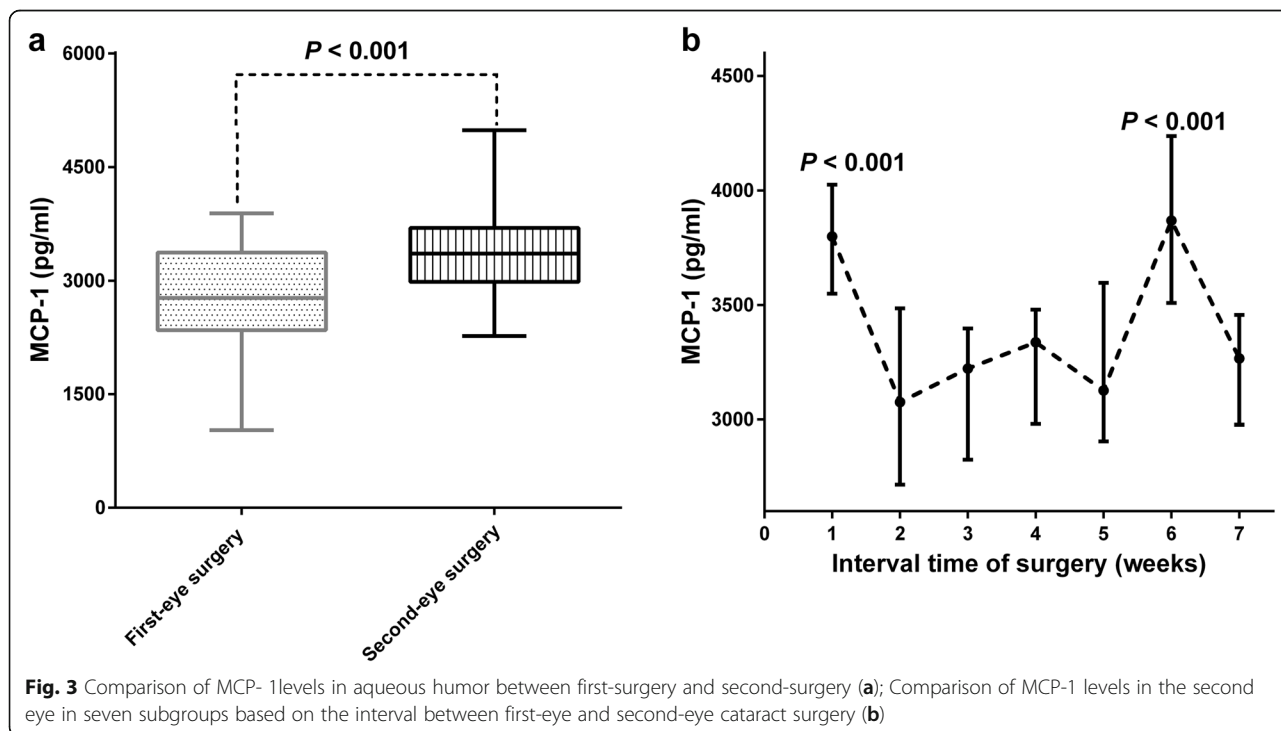 a
P < 0.001
6000
4500
3000
1500
0
MCP-1 (pg/ml)
First-eye surgery
Second-eye surgery
b
4500
4000
3500
3000
MCP-1 (pg/ml)
P < 0.001
P < 0.001
0 1 2 3 4 5 6 7
Interval time of surgery (weeks)
Fig. 3 Comparison of MCP- 1levels in aqueous humor between first-surgery and second-surgery (a); Comparison of MCP-1 levels in the second
eye in seven subgroups based on the interval between first-eye and second-eye cataract surgery (b)